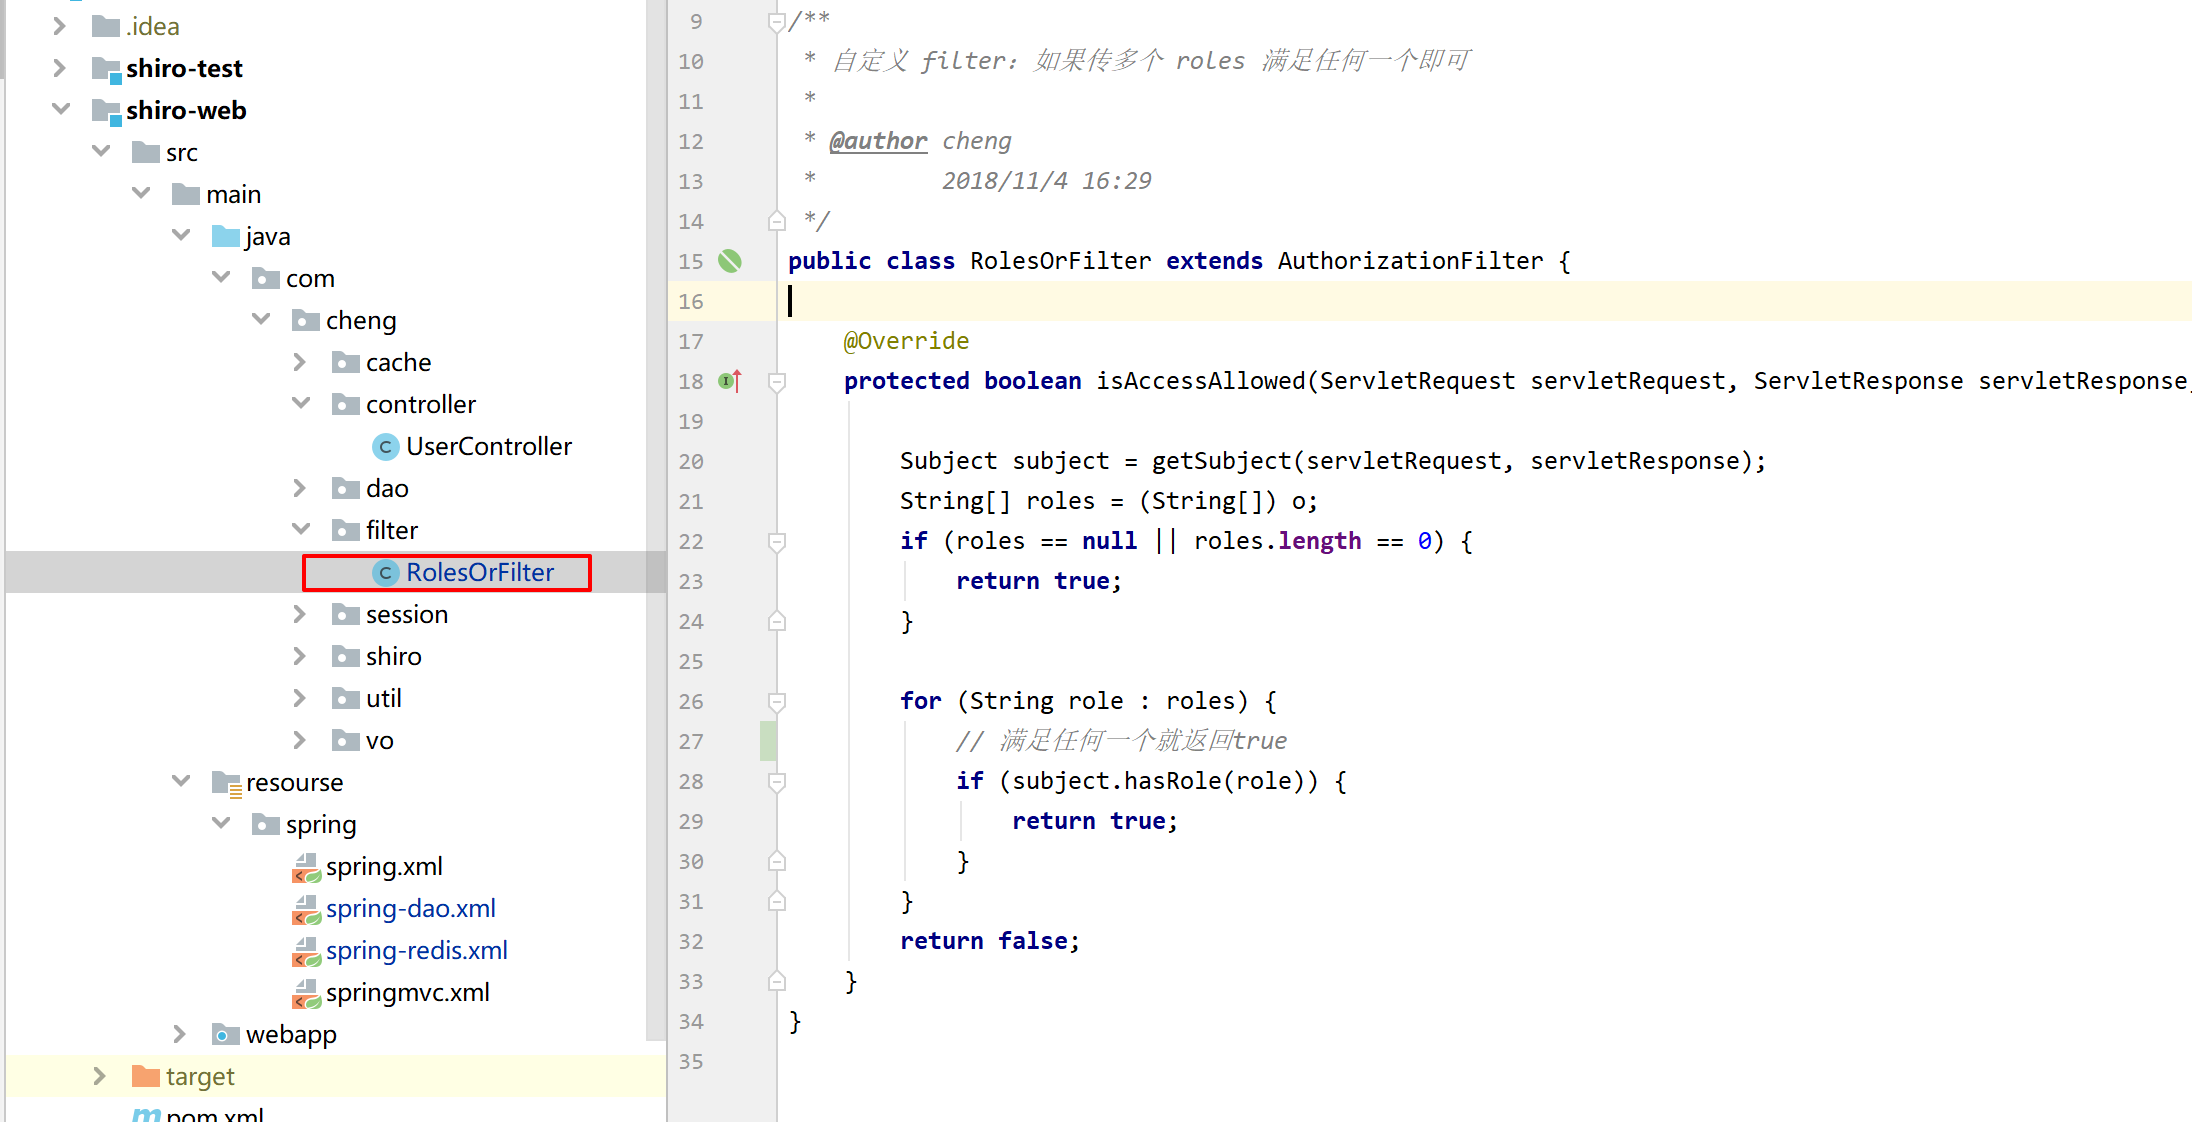 .idea
shiro-test
shiro-web
src
main
java
com
cheng
cache
controller
UserController
dao
filter
RolesOrFilter
session
shiro
util
vo
resourse
spring
spring.xml
spring-dao.xml
spring-redis.xml
springmvc.xml
webapp
target
pom.xml
9 /**
10 * 自定义 filter：如果传多个 roles 满足任何一个即可
11 *
12 * @author cheng
13 * 2018/11/4 16:29
14 */
15 public class RolesOrFilter extends AuthorizationFilter {
16
17 @Override
18 protected boolean isAccessAllowed(ServletRequest servletRequest, ServletResponse servletResponse,
19
20 Subject subject = getSubject(servletRequest, servletResponse);
21 String[] roles = (String[]) o;
22 if (roles == null || roles.length == 0) {
23 return true;
24 }
25
26 for (String role : roles) {
27 // 满足任何一个就返回true
28 if (subject.hasRole(role)) {
29 return true;
30 }
31 }
32 return false;
33 }
34 }
35